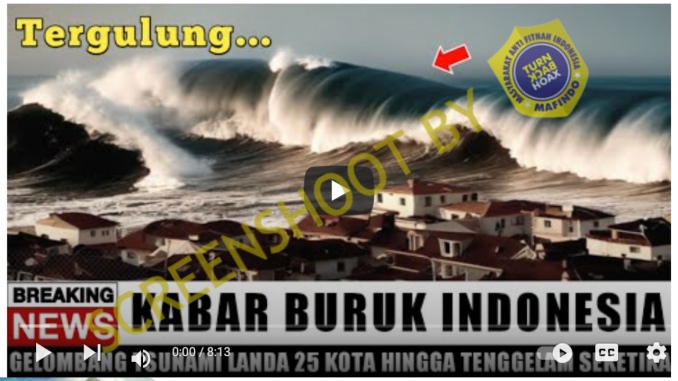 Tergulung...
MASYARAKAT ANTI FITNAH INDONESIA
TURN
BACK
HOAX
MAFINDO
SCREENSHOOT BY
BREAKING
NEWS
KABAR BURUK INDONESIA
0:00 / 8:13
CC
GELOMBANG TSUNAMI LANDA 25 KOTA HINGGA TENGGELAM SEKETIKA